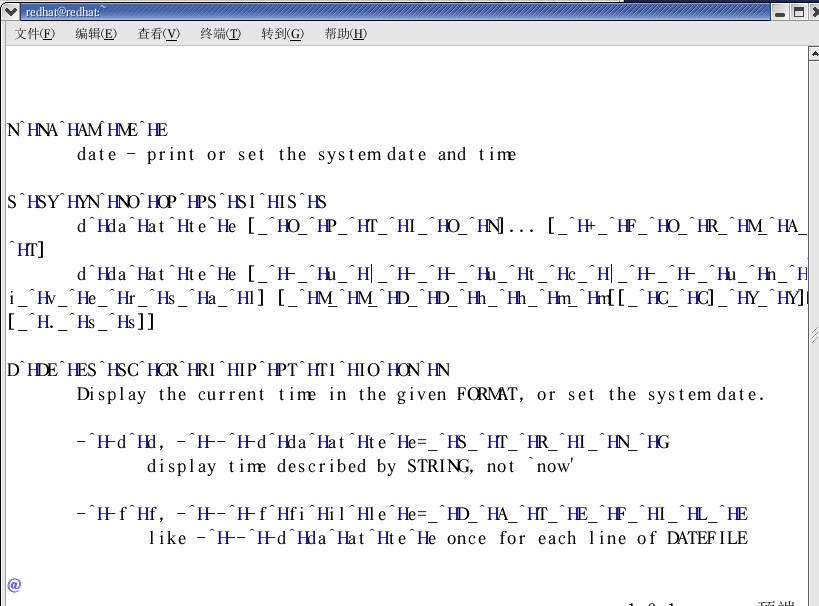 redhat@redhat:~
文件(F) 编辑(E) 查看(V) 终端(T) 转到(G) 帮助(H)
N^HNA^HAM^HME^HE
date - print or set the system date and time
S^HSY^HYN^HNO^HOP^HPS^HSI^HIS^HS
d^Hda^Hat^Hte^He [_^HO_^HP_^HT_^HI_^HO_^HN]... [_^H+_^HF_^HO_^HR_^HM_^HA_
^HT]
d^Hda^Hat^Hte^He [_^H-_^Hu_^H|_^H-_^H-_^Hu_^Ht_^Hc_^H|_^H-_^H-_^Hu_^Hn_^H
i_^Hv_^He_^Hr_^Hs_^Ha_^Hl] [_^HM_^HM_^HD_^HD_^Hh_^Hh_^Hm_^Hm[[_^HC_^HC]_^HY_^HY][
[_^H._^Hs_^Hs]]
D^HDE^HES^HSC^HCR^HRI^HIP^HPT^HTI^HIO^HON^HN
Display the current time in the given FORMAT, or set the system date.
-^H-d^Hd, -^H--^H-d^Hda^Hat^Hte^He=_^HS_^HT_^HR_^HI_^HN_^HG
display time described by STRING, not `now'
-^H-f^Hf, -^H--^H-f^Hfi^Hil^Hle^He=_^HD_^HA_^HT_^HE_^HF_^HI_^HL_^HE
like -^H--^H-d^Hda^Hat^Hte^He once for each line of DATEFILE
@